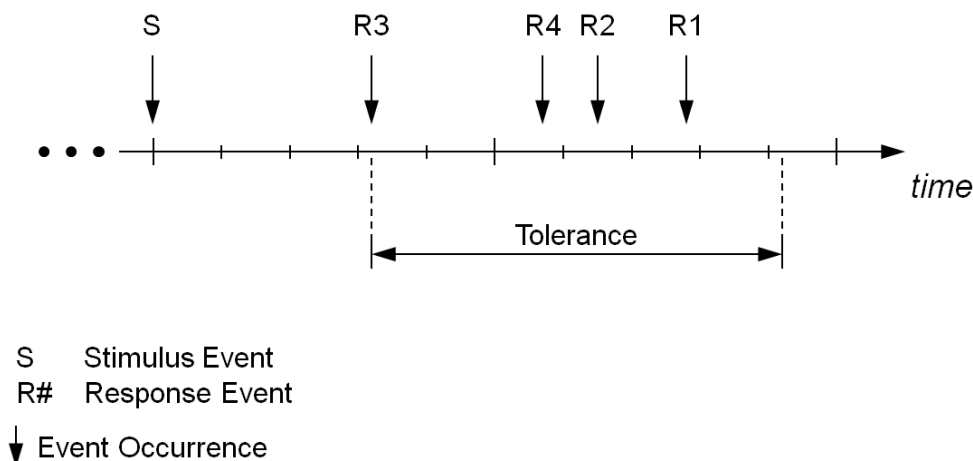 S R3 R4 R2 R1
time
Tolerance
S Stimulus Event
R# Response Event
Event Occurrence